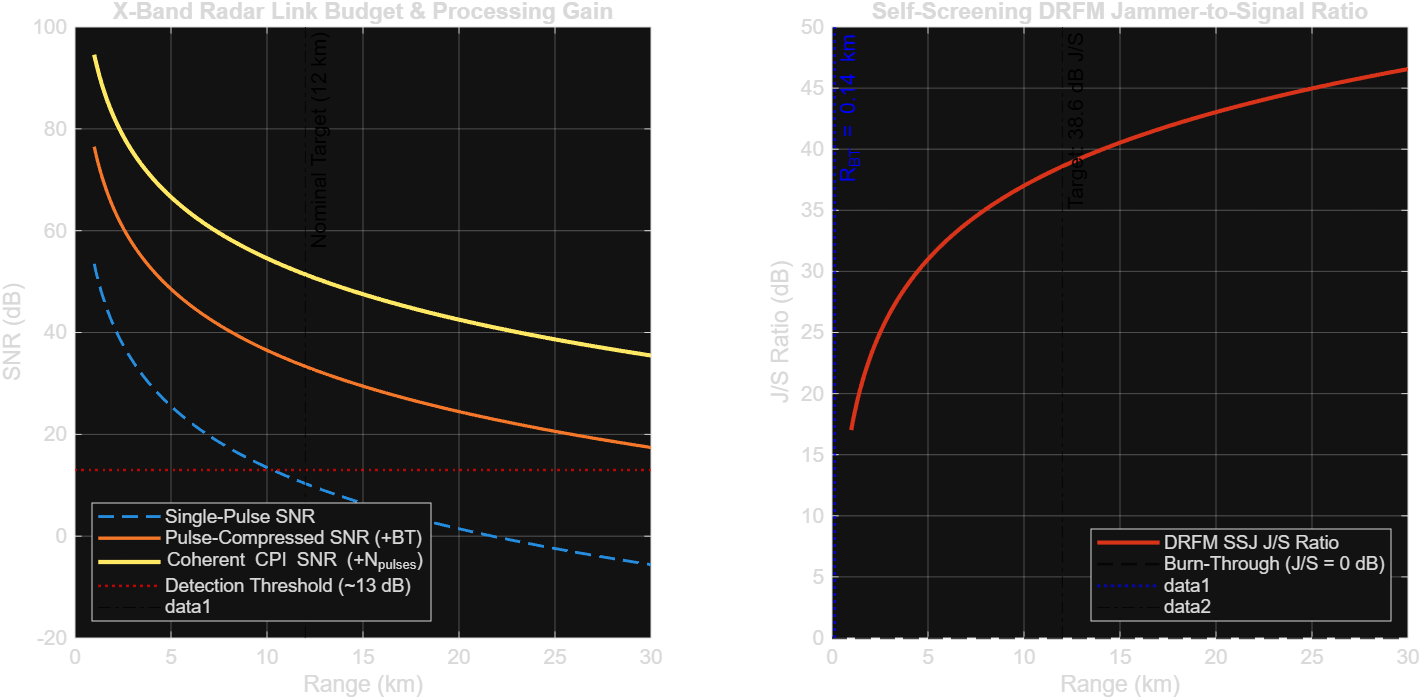 X-Band Radar Link Budget & Processing Gain
100
80
60
40
20
0
-20
SNR (dB)
Nominal Target (12 km)
Single-Pulse SNR
Pulse-Compressed SNR (+BT)
Coherent CPI SNR (+Npulses)
Detection Threshold (~13 dB)
data1
0 5 10 15 20 25 30
Range (km)
Self-Screening DRFM Jammer-to-Signal Ratio
50
45
40
35
30
25
20
15
10
5
0
J/S Ratio (dB)
RBT = 0.14 km
Target: 38.6 dB J/S
DRFM SSJ J/S Ratio
Burn-Through (J/S = 0 dB)
data1
data2
0 5 10 15 20 25 30
Range (km)